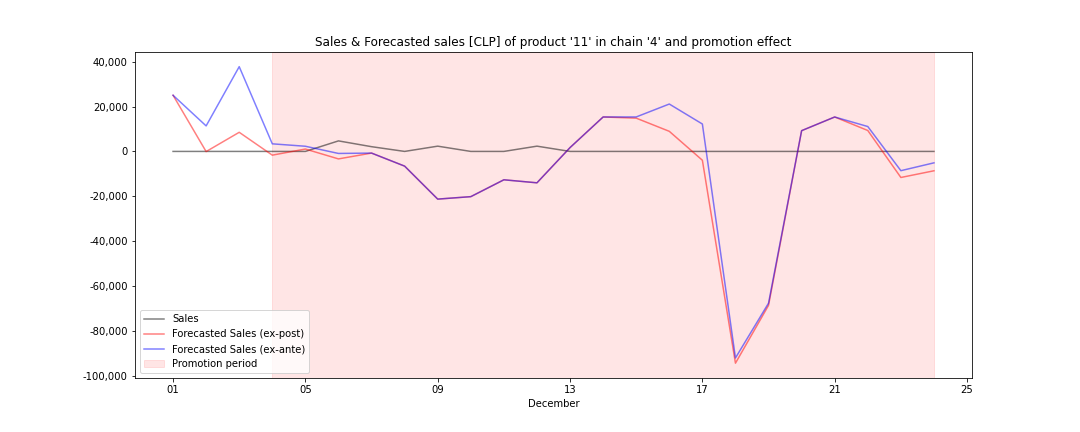 Sales & Forecasted sales [CLP] of product '11' in chain '4' and promotion effect
40,000
20,000
0
-20,000
-40,000
-60,000
-80,000
-100,000
Sales
Forecasted Sales (ex-post)
Forecasted Sales (ex-ante)
Promotion period
01
05
09
13
17
21
25
December